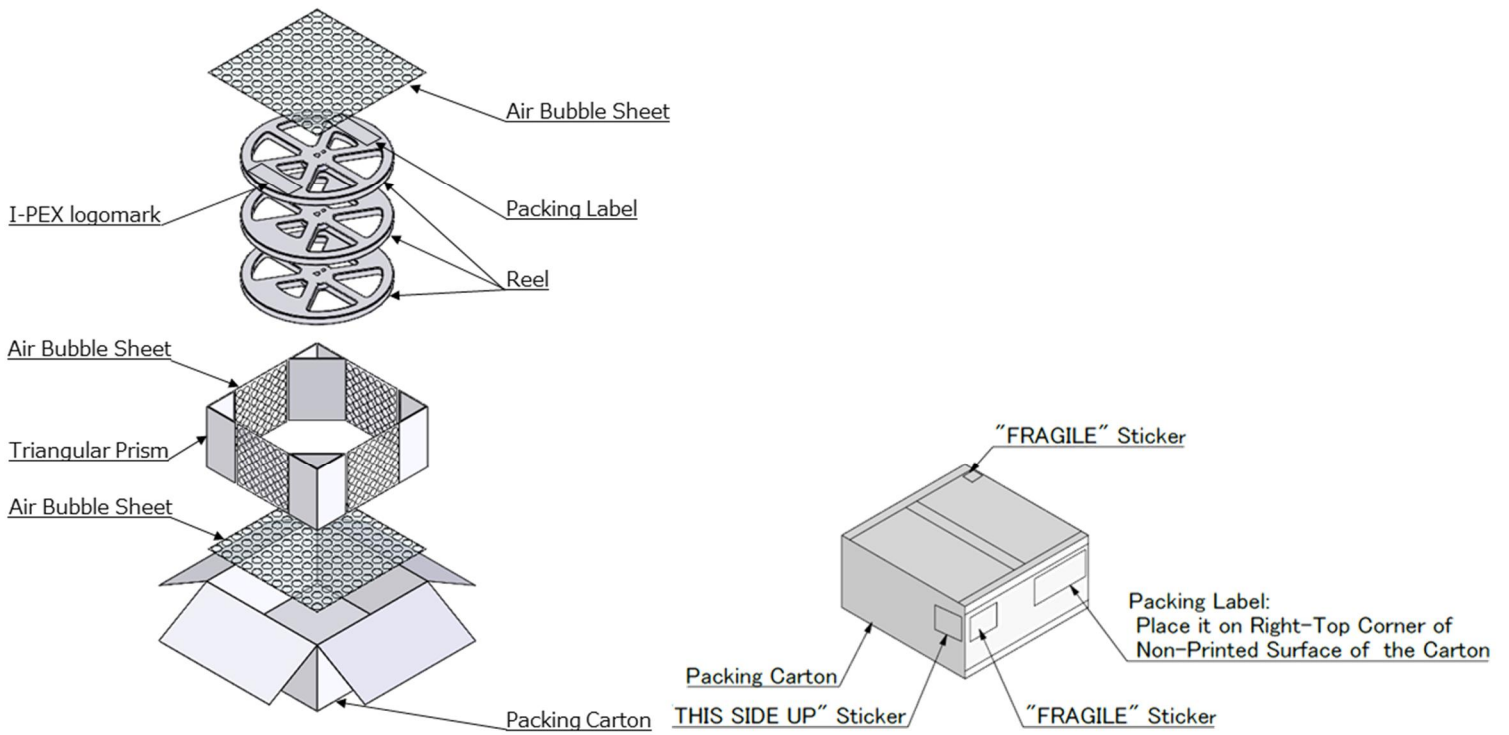 Air Bubble Sheet
I-PEX logomark
Packing Label
Reel
Air Bubble Sheet
Triangular Prism
Air Bubble Sheet
Packing Carton
"FRAGILE" Sticker
Packing Label:
Place it on Right-Top Corner of
Non-Printed Surface of the Carton
Packing Carton
THIS SIDE UP" Sticker
"FRAGILE" Sticker